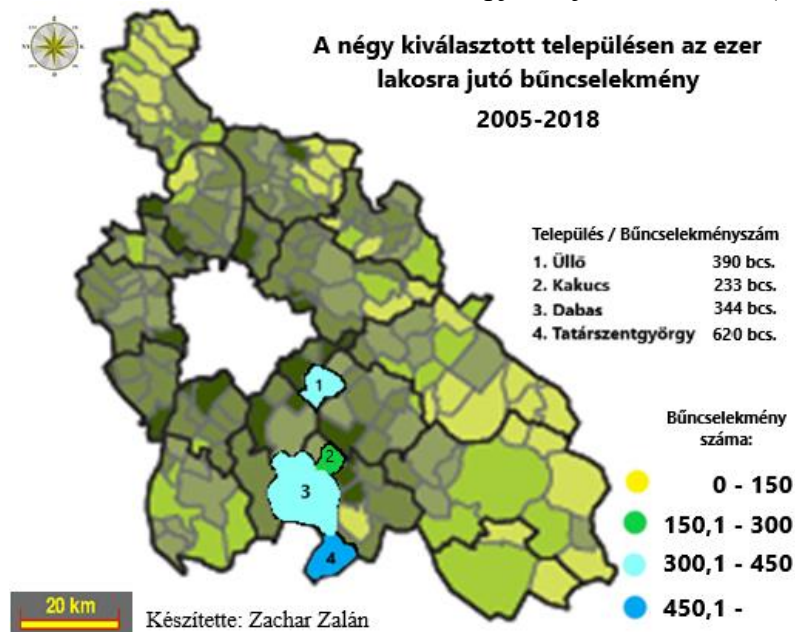 A négy kiválasztott településen az ezer
lakosra jutó bűncselekmény
2005-2018
Település / Bűncselekményszám
1. Üllő 390 bcs.
2. Kakucs 233 bcs.
3. Dabas 344 bcs.
4. Tatárszentgyörgy 620 bcs.
1
2
3
4
Bűncselekmény
száma:
0 - 150
150,1 - 300
300,1 - 450
450,1 -
20 km
Készítette: Zachar Zalán